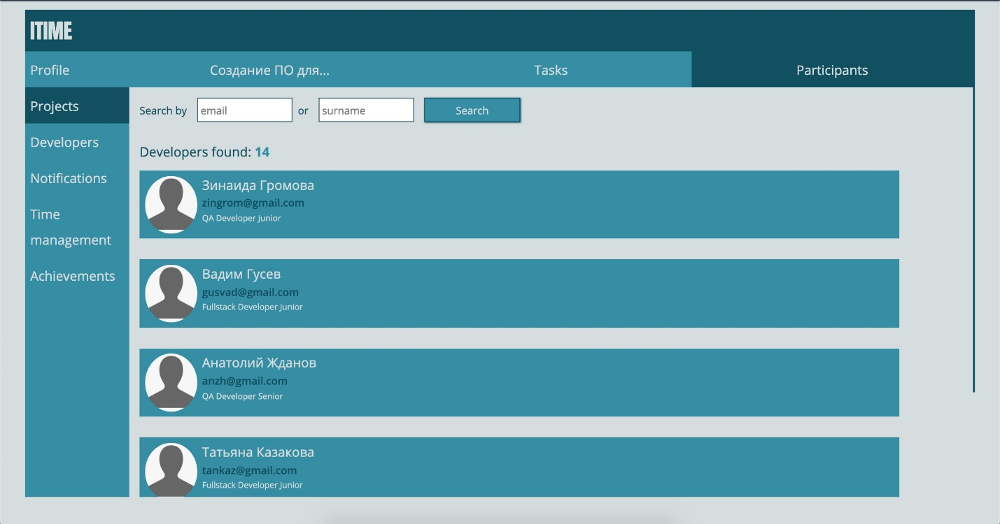 ITIME
Profile
Создание ПО для...
Tasks
Participants
Projects
Developers
Notifications
Time
management
Achievements
Search by
email
or
surname
Search
Developers found: 14
Зинаида Громова
zingrom@gmail.com
QA Developer Junior
Вадим Гусев
gusvad@gmail.com
Fullstack Developer Junior
Анатолий Жданов
anzh@gmail.com
QA Developer Senior
Татьяна Казакова
tankaz@gmail.com
Fullstack Developer Junior